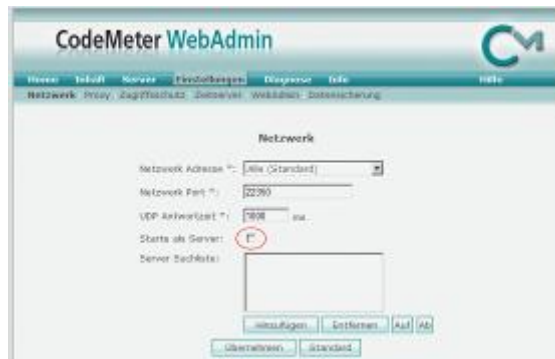 CodeMeter WebAdmin
CM
Home Inhalt Server Einstellungen Diagnose Info Hilfe
Netzwerk Proxy Zugriffsschutz Zeitserver WebAdmin Datensicherung
Netzwerk
Netzwerk Adresse *: Alle (Standard)
Netzwerk Port *: 22350
UDP Antwortzeit *: 1000 ms
Starte als Server:
Server Suchliste:
Hinzufügen Entfernen Auf Ab
Übernehmen Standard